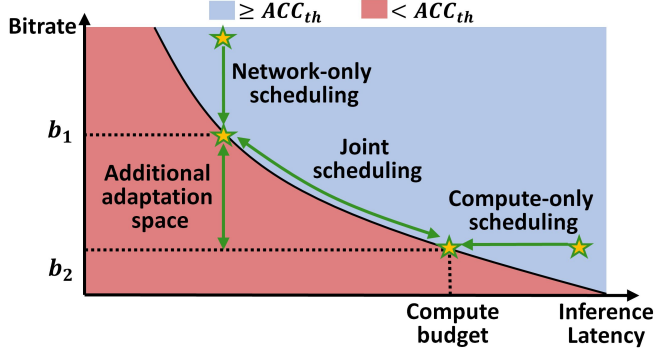 ≥ ACC_th
< ACC_th
Bitrate
Network-only
scheduling
b_1
Joint
scheduling
Additional
adaptation
space
Compute-only
scheduling
b_2
Compute
budget
Inference
Latency